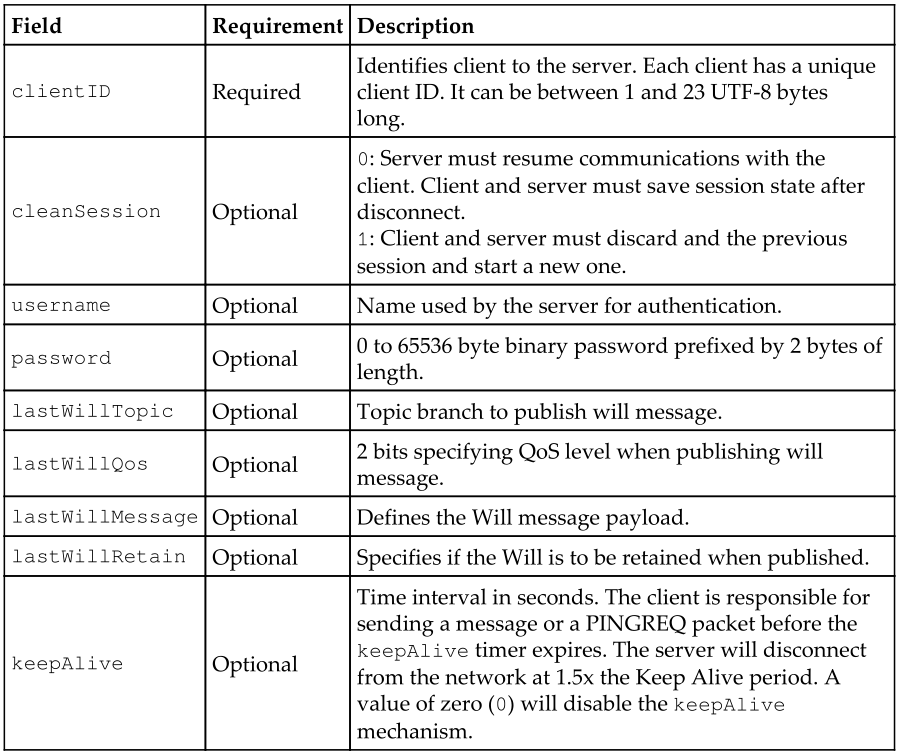 Field Requirement Description
Identifies client to the server. Each client has a unique
clientID Required client ID. It can be between 1 and 23 UTF-8 bytes
long.
0: Server must resume communications with the
client. Client and server must save session state after
cleanSession Optional disconnect.
1: Client and server must discard and the previous
session and start a new one.
username Optional Name used by the server for authentication.
password Optional 0 to 65536 byte binary password prefixed by 2 bytes of
length.
lastWillTopic Optional Topic branch to publish will message.
lastWillQos Optional 2 bits specifying QoS level when publishing will
message.
lastWillMessage Optional Defines the Will message payload.
lastWillRetain Optional Specifies if the Will is to be retained when published.
Time interval in seconds. The client is responsible for
sending a message or a PINGREQ packet before the
keepAlive timer expires. The server will disconnect
keepAlive Optional from the network at 1.5x the Keep Alive period. A
value of zero (0) will disable the keepAlive
mechanism.